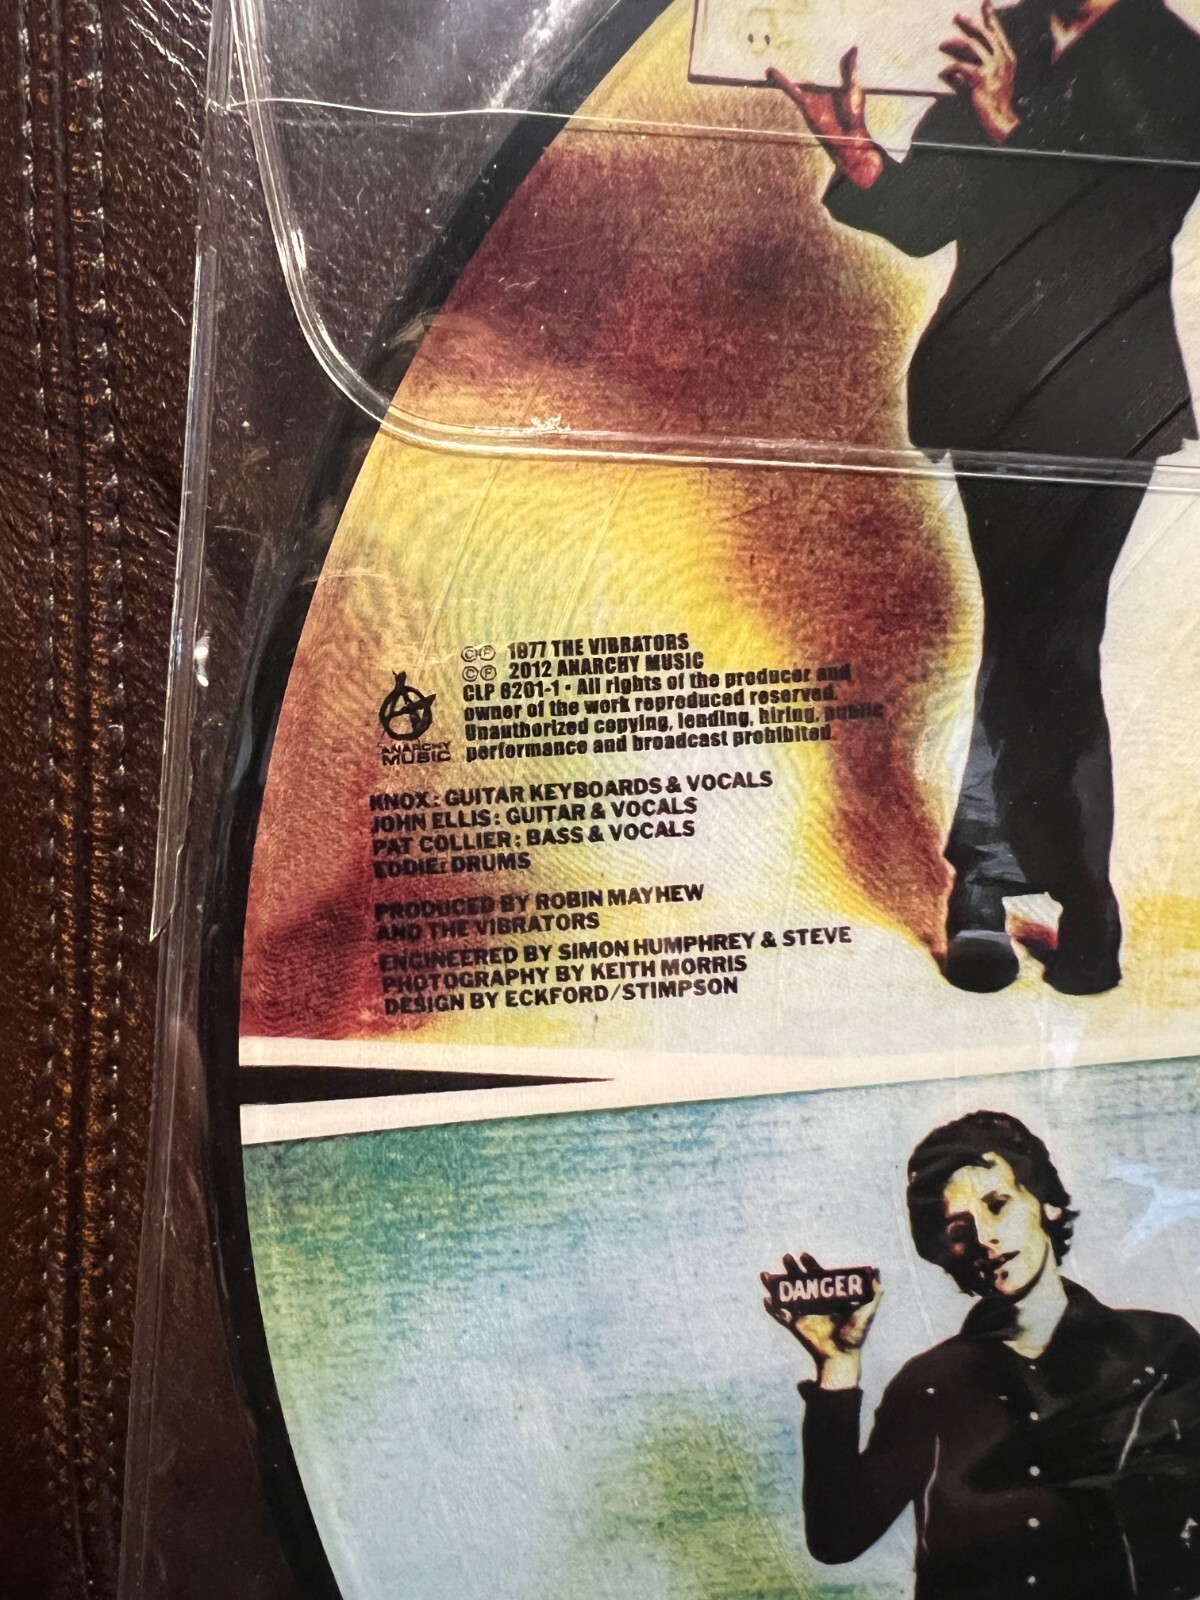 ©℗ 1977 THE VIBRATORS
©℗ 2012 ANARCHY MUSIC
CLP 6201-1 • All rights of the producer and
owner of the work reproduced reserved.
Unauthorized copying, lending, hiring, public
performance and broadcast prohibited.
ANARCHY
MUSIC
KNOX: GUITAR KEYBOARDS & VOCALS
JOHN ELLIS: GUITAR & VOCALS
PAT COLLIER: BASS & VOCALS
EDDIE: DRUMS
PRODUCED BY ROBIN MAYHEW
AND THE VIBRATORS
ENGINEERED BY SIMON HUMPHREY & STEVE
PHOTOGRAPHY BY KEITH MORRIS
DESIGN BY ECKFORD/STIMPSON
DANGER